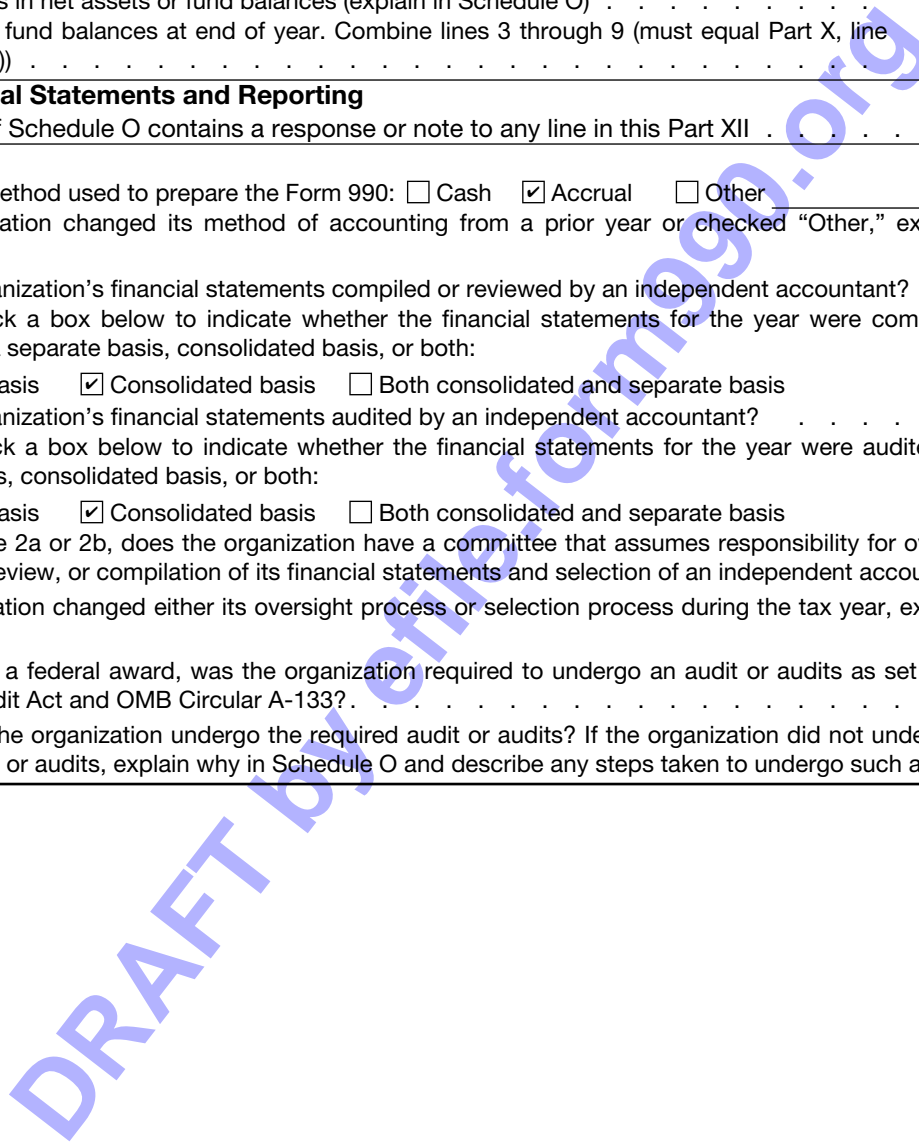 s in net assets or fund balances (explain in Schedule O) . . . . . . . . .
fund balances at end of year. Combine lines 3 through 9 (must equal Part X, line
)) . . . . . . . . . . . . . . . . . . . . . . . .
al Statements and Reporting
f Schedule O contains a response or note to any line in this Part XII . . . . . .
ethod used to prepare the Form 990: ☐ Cash ☑ Accrual ☐ Other
ation changed its method of accounting from a prior year or checked “Other,” ex
anization’s financial statements compiled or reviewed by an independent accountant?
ck a box below to indicate whether the financial statements for the year were com
separate basis, consolidated basis, or both:
asis ☑ Consolidated basis ☐ Both consolidated and separate basis
anization’s financial statements audited by an independent accountant? . . . .
ck a box below to indicate whether the financial statements for the year were audite
s, consolidated basis, or both:
asis ☑ Consolidated basis ☐ Both consolidated and separate basis
e 2a or 2b, does the organization have a committee that assumes responsibility for o
eview, or compilation of its financial statements and selection of an independent accou
ation changed either its oversight process or selection process during the tax year, ex
a federal award, was the organization required to undergo an audit or audits as set
dit Act and OMB Circular A-133? . . . . . . . . . . . . . . . . .
he organization undergo the required audit or audits? If the organization did not unde
or audits, explain why in Schedule O and describe any steps taken to undergo such a
DRAFT by efile.form990.org